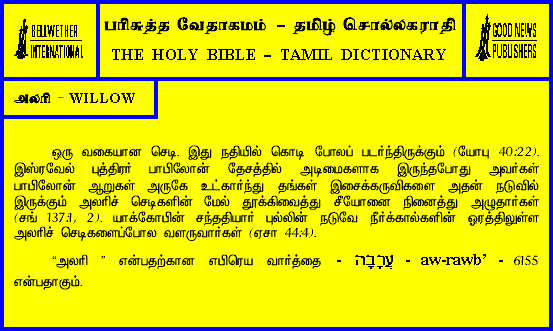 BELLWETHER
INTERNATIONAL
பரிசுத்த வேதாகமம் - தமிழ் சொல்லகராதி
THE HOLY BIBLE - TAMIL DICTIONARY
GOOD NEWS
PUBLISHERS
அலரி - WILLOW
ஒரு வகையான செடி. இது நதியில் கொடி போலப் படர்ந்திருக்கும் (யோபு 40:22).
இஸ்ரவேல் புத்திரர் பாபிலோன் தேசத்தில் அடிமைகளாக இருந்தபோது அவர்கள்
பாபிலோன் ஆறுகள் அருகே உட்கார்ந்து தங்கள் இசைக்கருவிகளை அதன் நடுவில்
இருக்கும் அலரிச் செடிகளின் மேல் தூக்கிவைத்து சீயோனை நினைத்து அழுதார்கள்
(சங் 137:1, 2). யாக்கோபின் சந்ததியார் புல்லின் நடுவே நீர்க்கால்களின் ஓரத்திலுள்ள
அலரிச் செடிகளைப்போல வளருவார்கள் (ஏசா 44:4).
“அலரி ” என்பதற்கான எபிரெய வார்த்தை - עֲרָבָה - aw-rawb’ - 6155
என்பதாகும்.